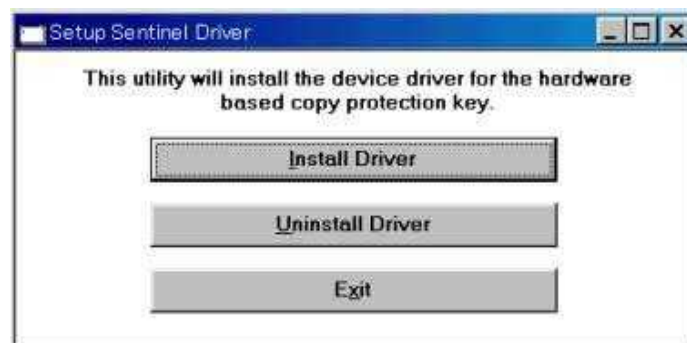 Setup Sentinel Driver
This utility will install the device driver for the hardware
based copy protection key.
Install Driver
Uninstall Driver
Exit